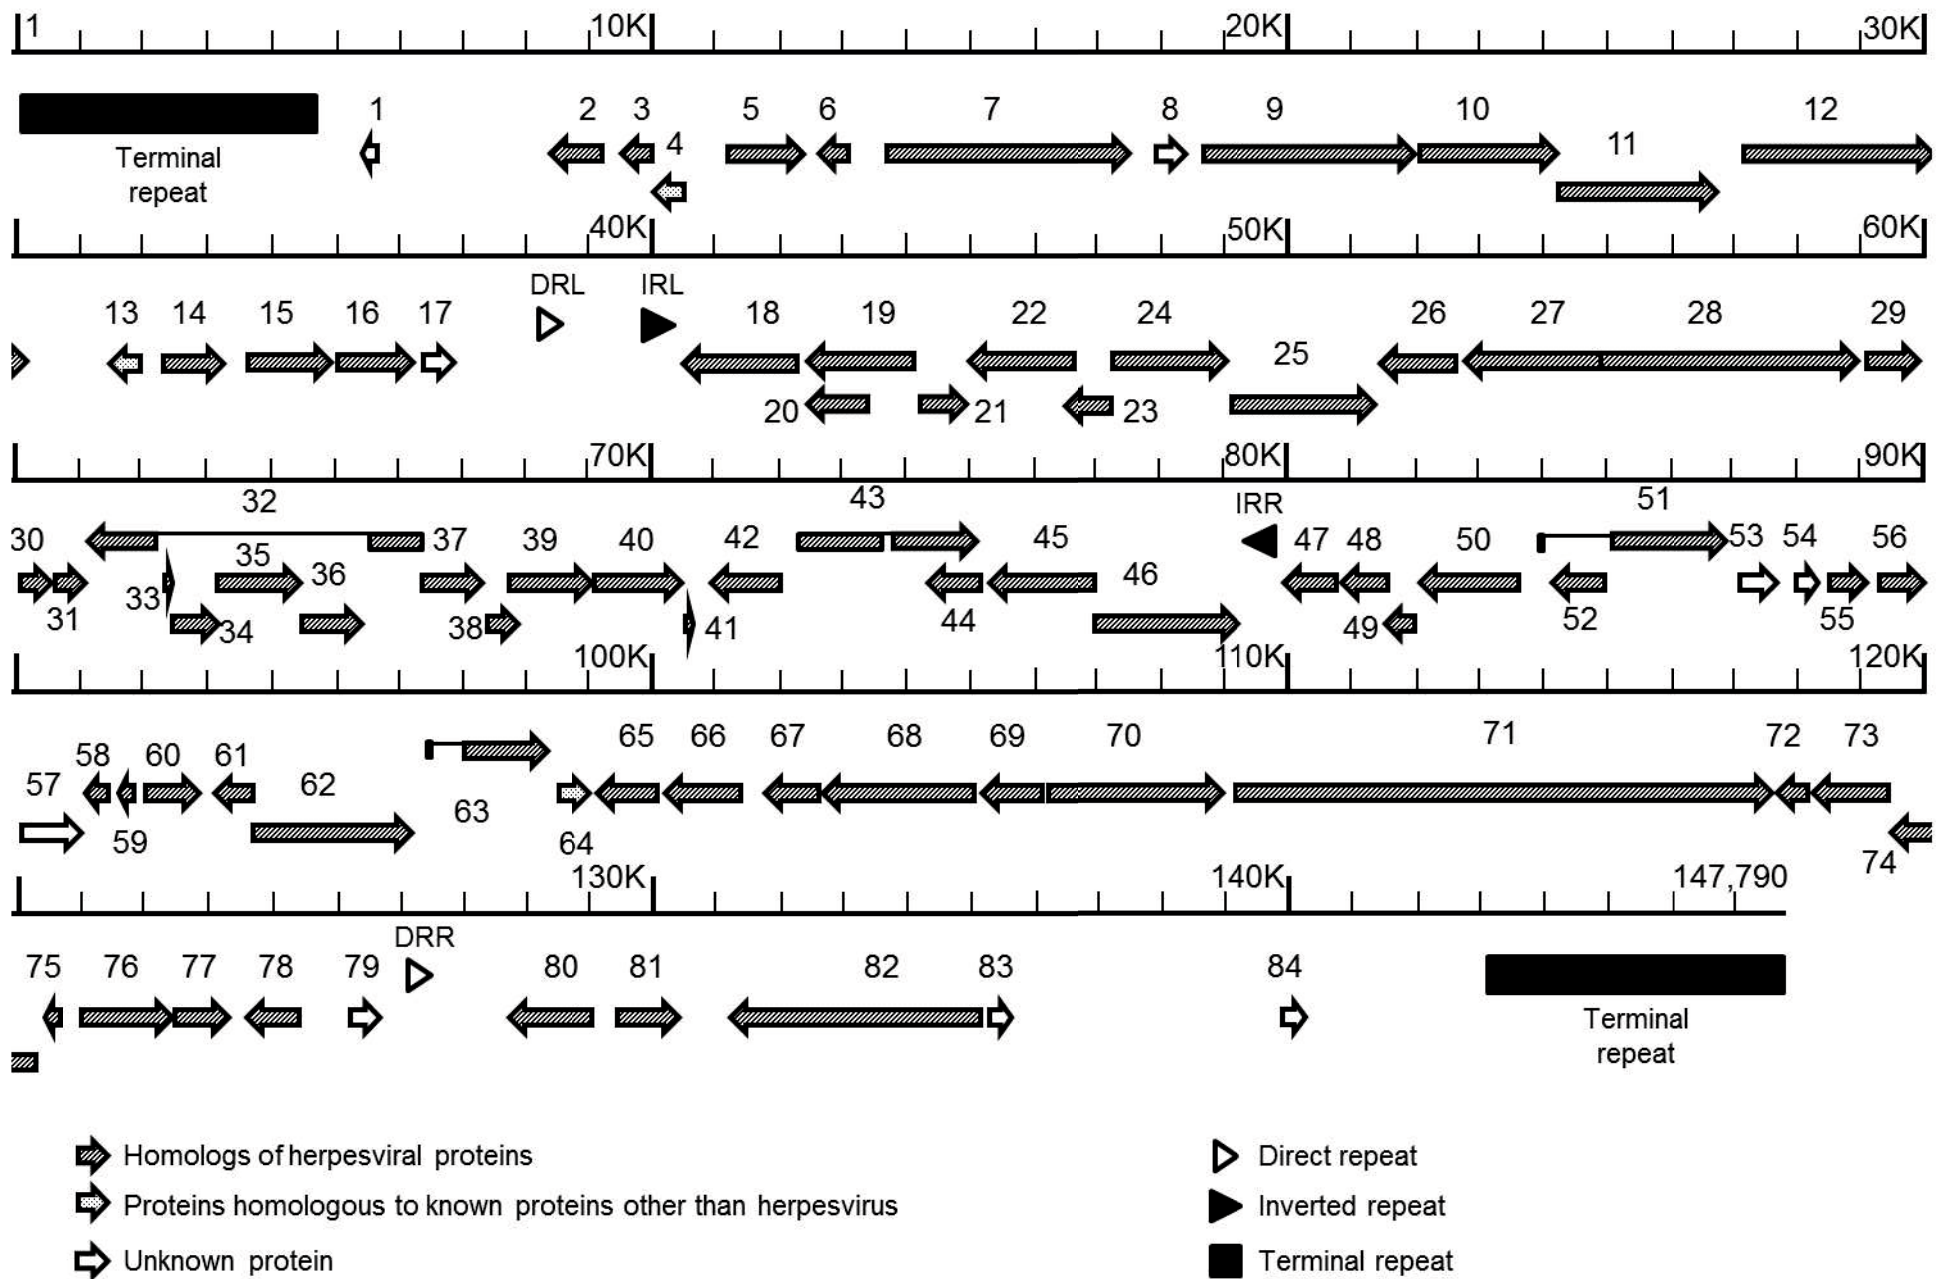 1 10K 20K 30K
1 2 3 4 5 6 7 8 9 10 11 12
Terminal
repeat
40K 50K 60K
DRL IRL
13 14 15 16 17 18 19 22 24 25 26 27 28 29
20 21 23
70K 80K 90K
32 43 IRR 51
30 35 36 37 39 40 42 45 46 47 48 50 53 54 56
31 33 34 38 41 44 49 52 55
100K 110K 120K
57 58 60 61 62 63 65 66 67 68 69 70 71 72 73
59 64 74
130K 140K 147,790
DRR
75 76 77 78 79 80 81 82 83 84
Terminal
repeat
Homologs of herpesviral proteins
Proteins homologous to known proteins other than herpesvirus
Unknown protein
Direct repeat
Inverted repeat
Terminal repeat